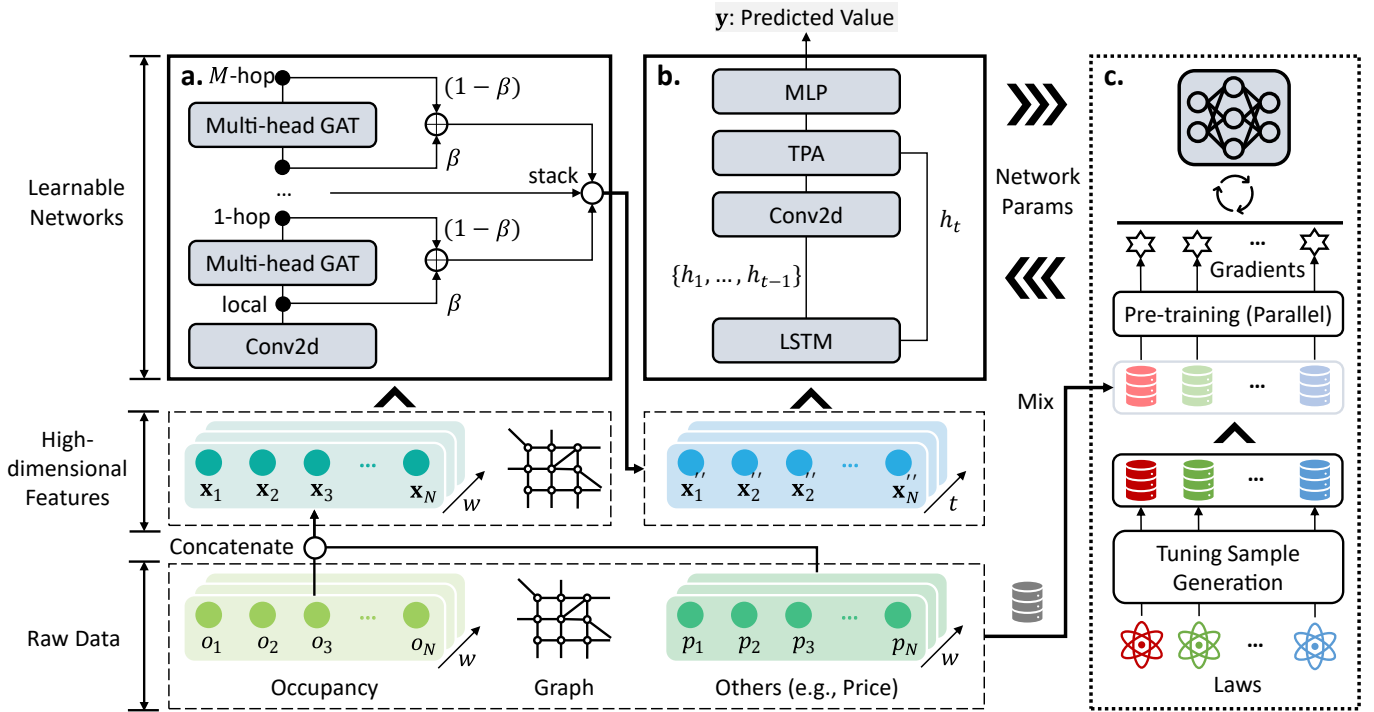 y: Predicted Value
Learnable
Networks
a.
M-hop
(1 − β)
Multi-head GAT
β
...
stack
1-hop
(1 − β)
Multi-head GAT
local
β
Conv2d
b.
MLP
TPA
Conv2d
h_t
{h_1, ... , h_{t−1}}
LSTM
Network
Params
c.
...
Gradients
Pre-training (Parallel)
...
Mix
...
Tuning Sample
Generation
...
Laws
High-
dimensional
Features
...
x_1 x_2 x_3 x_N
w
...
x''_1 x''_2 x''_2 x''_N
t
Concatenate
Raw Data
...
o_1 o_2 o_3 o_N
w
Occupancy
Graph
...
p_1 p_2 p_3 p_N
w
Others (e.g., Price)